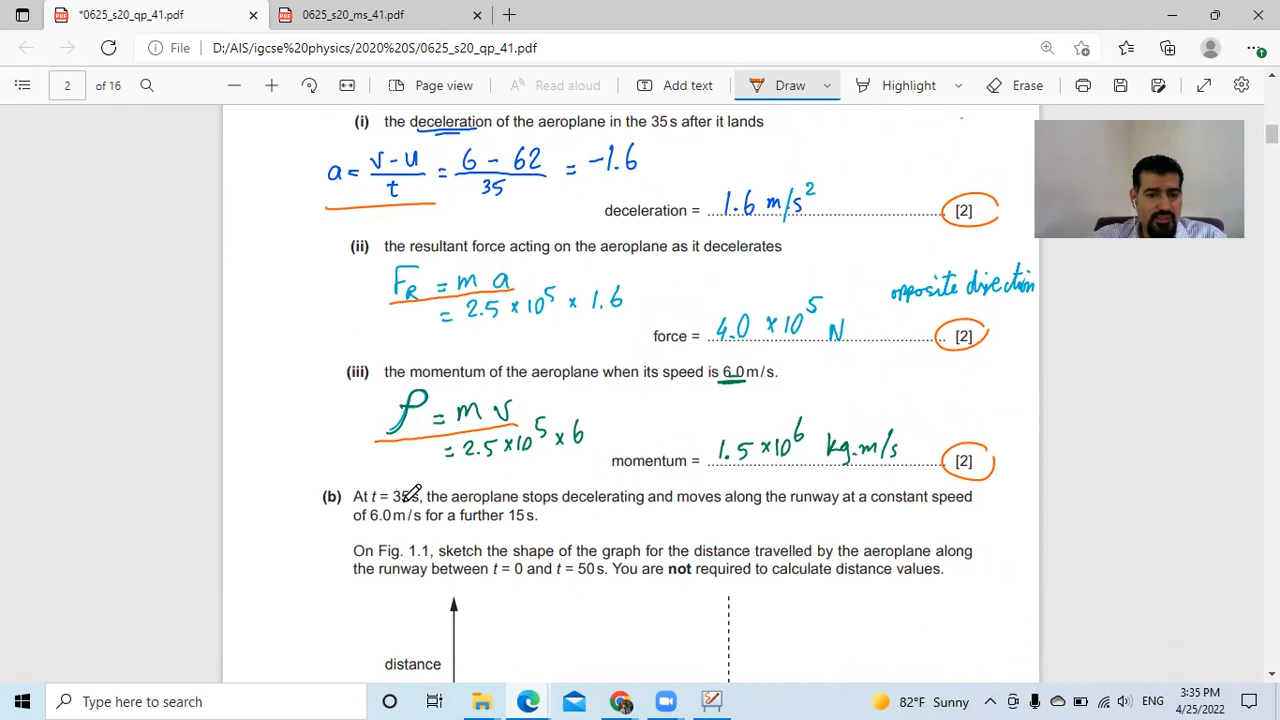 *0625_s20_qp_41.pdf
0625_s20_ms_41.pdf
File D:/AIS/igcse%20physics/2020%20S/0625_s20_qp_41.pdf
2 of 16 Page view Read aloud Add text Draw Highlight Erase
(i) the deceleration of the aeroplane in the 35 s after it lands
a = v - u / t = 6 - 62 / 35 = -1.6
deceleration = 1.6 m/s² [2]
(ii) the resultant force acting on the aeroplane as it decelerates
F_R = m a
= 2.5 × 10⁵ × 1.6
opposite direction
force = 4.0 × 10⁵ N [2]
(iii) the momentum of the aeroplane when its speed is 6.0 m/s.
P = m v
= 2.5 × 10⁵ × 6
momentum = 1.5 × 10⁶ kg.m/s [2]
(b) At t = 35 s, the aeroplane stops decelerating and moves along the runway at a constant speed
of 6.0 m/s for a further 15 s.
On Fig. 1.1, sketch the shape of the graph for the distance travelled by the aeroplane along
the runway between t = 0 and t = 50 s. You are not required to calculate distance values.
distance
Type here to search
82°F Sunny
ENG
3:35 PM
4/25/2022